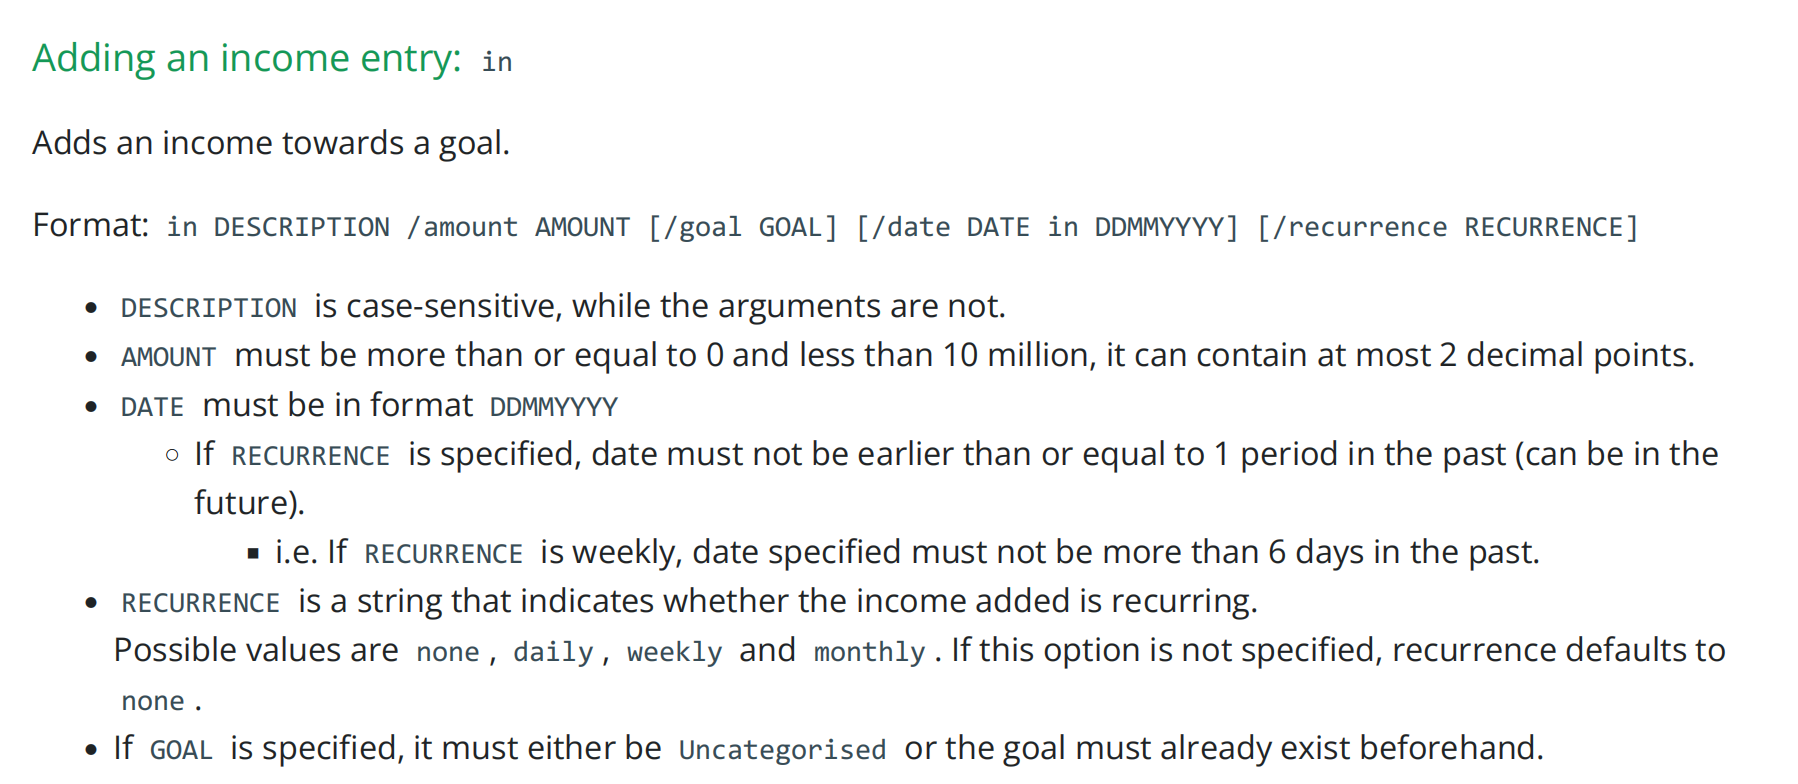 Adding an income entry: in
Adds an income towards a goal.
Format: in DESCRIPTION /amount AMOUNT [/goal GOAL] [/date DATE in DDMMYYYY] [/recurrence RECURRENCE]
• DESCRIPTION is case-sensitive, while the arguments are not.
• AMOUNT must be more than or equal to 0 and less than 10 million, it can contain at most 2 decimal points.
• DATE must be in format DDMMYYYY
○ If RECURRENCE is specified, date must not be earlier than or equal to 1 period in the past (can be in the
future).
▪ i.e. If RECURRENCE is weekly, date specified must not be more than 6 days in the past.
• RECURRENCE is a string that indicates whether the income added is recurring.
Possible values are none, daily, weekly and monthly. If this option is not specified, recurrence defaults to
none.
• If GOAL is specified, it must either be Uncategorised or the goal must already exist beforehand.